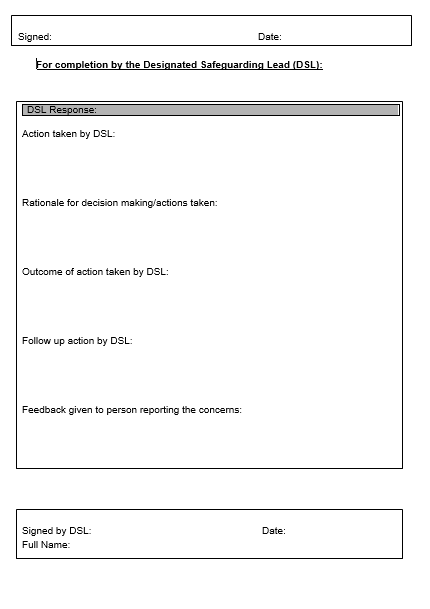 Signed: Date:
For completion by the Designated Safeguarding Lead (DSL):
DSL Response:
Action taken by DSL:
Rationale for decision making/actions taken:
Outcome of action taken by DSL:
Follow up action by DSL:
Feedback given to person reporting the concerns:
Signed by DSL: Date:
Full Name: